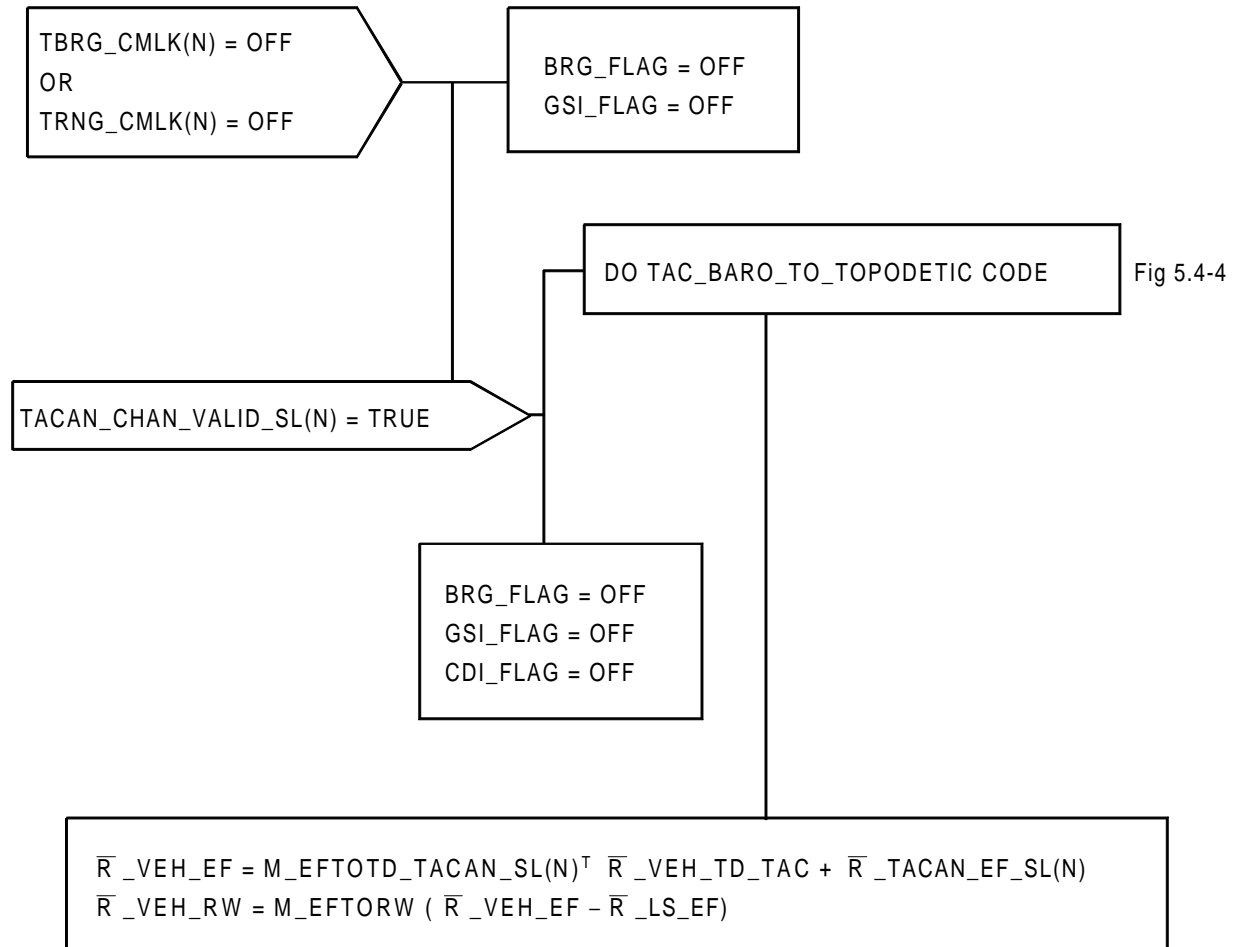 TBRG_CMLK(N) = OFF
OR
TRNG_CMLK(N) = OFF
BRG_FLAG = OFF
GSI_FLAG = OFF
DO TAC_BARO_TO_TOPODETIC CODE
Fig 5.4-4
TACAN_CHAN_VALID_SL(N) = TRUE
BRG_FLAG = OFF
GSI_FLAG = OFF
CDI_FLAG = OFF
R̅_VEH_EF = M_EFTOTD_TACAN_SL(N)ᵀ R̅_VEH_TD_TAC + R̅_TACAN_EF_SL(N)
R̅_VEH_RW = M_EFTORW ( R̅_VEH_EF – R̅_LS_EF)